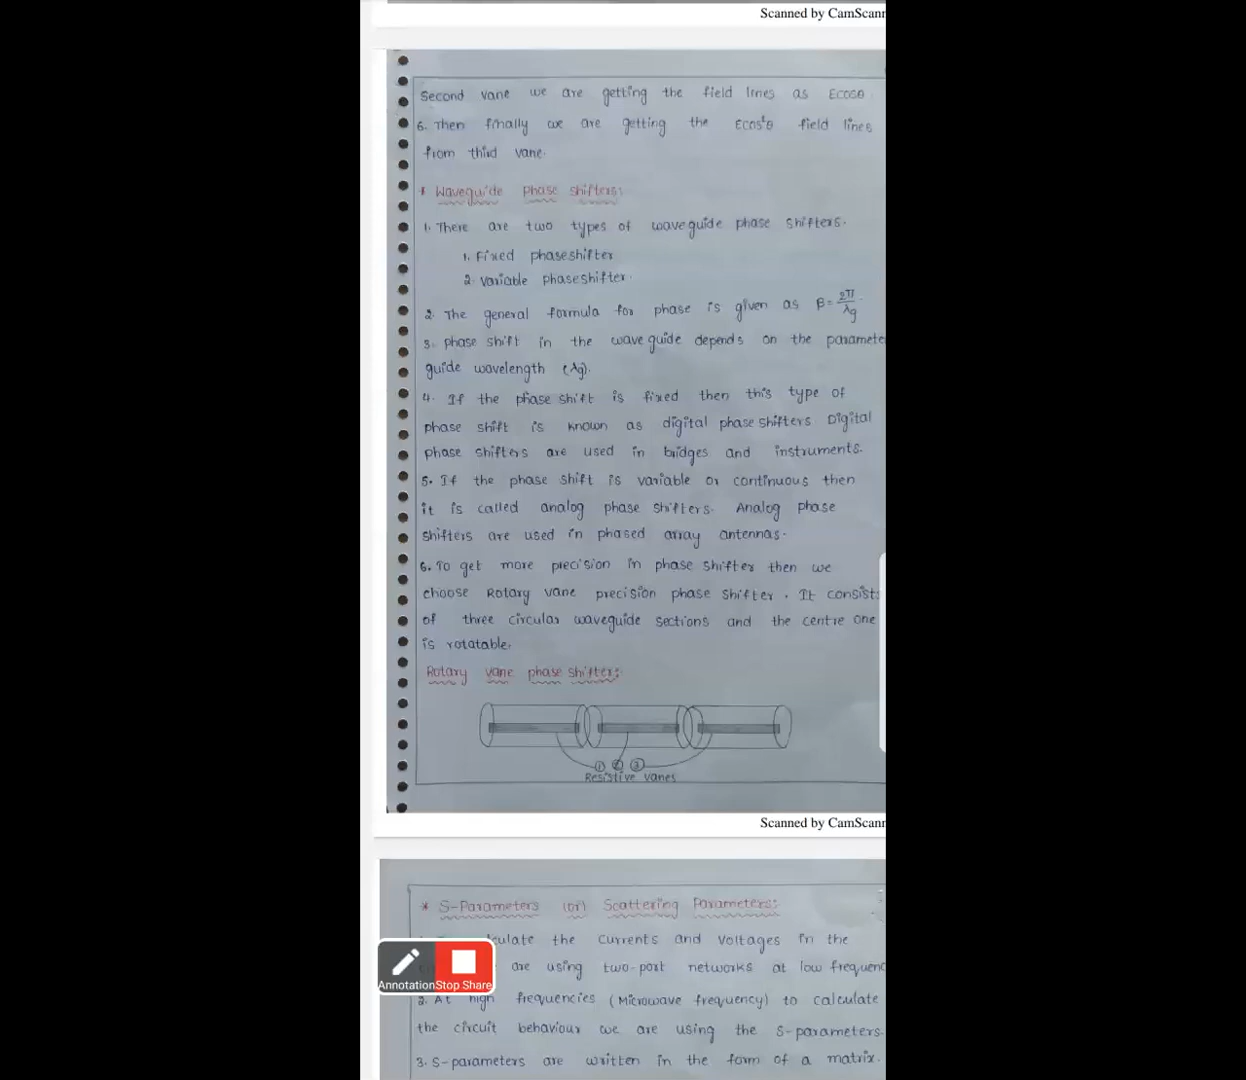 Scanned by CamScann
Second vane we are getting the field lines as Ecosθ
6. Then finally we are getting the Ecos²θ field lines
from third vane.
* Waveguide phase shifters:
1. There are two types of waveguide phase shifters.
1. Fixed phaseshifter
2. Variable phaseshifter.
2. The general formula for phase is given as β = 2π/λg.
3. phase shift in the wave guide depends on the paramete
guide wavelength (λg).
4. If the phase shift is fixed then this type of
phase shift is known as digital phase shifters Digital
phase shifters are used in bridges and instruments.
5. If the phase shift is variable or continuous then
it is called analog phase shifters. Analog phase
shifters are used in phased array antennas.
6. To get more precision in phase shifter then we
choose Rotary vane precision phase shifter. It consists
of three circular waveguide sections and the centre one
is rotatable.
Rotary vane phase shifter:
① ② ③
Resistive vanes
Scanned by CamScann
* S-Parameters (or) Scattering Parameters:
culate the currents and voltages in the
are using two-port networks at low frequenc
Annotation Stop Share
2. At high frequencies (Microwave frequency) to calculate
the circuit behaviour we are using the S-parameters.
3. S-parameters are written in the form of a matrix.